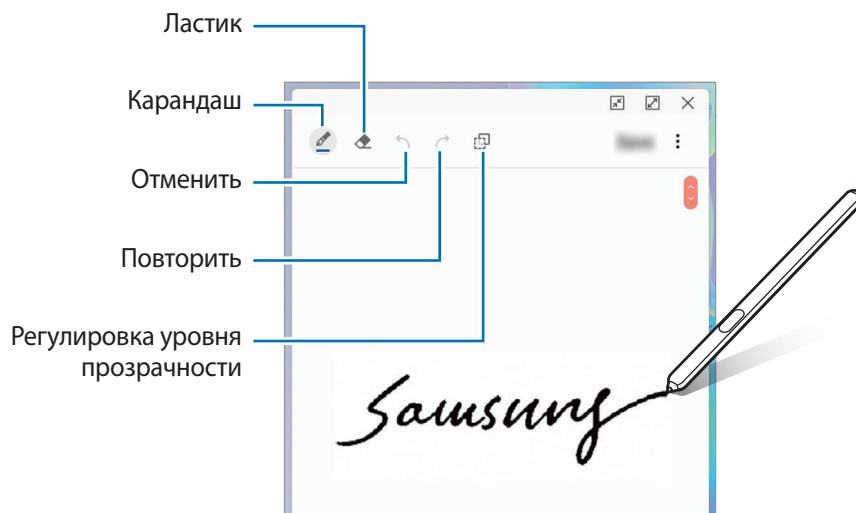 Ластик
Карандаш
Отменить
Повторить
Регулировка уровня
прозрачности
Samsung